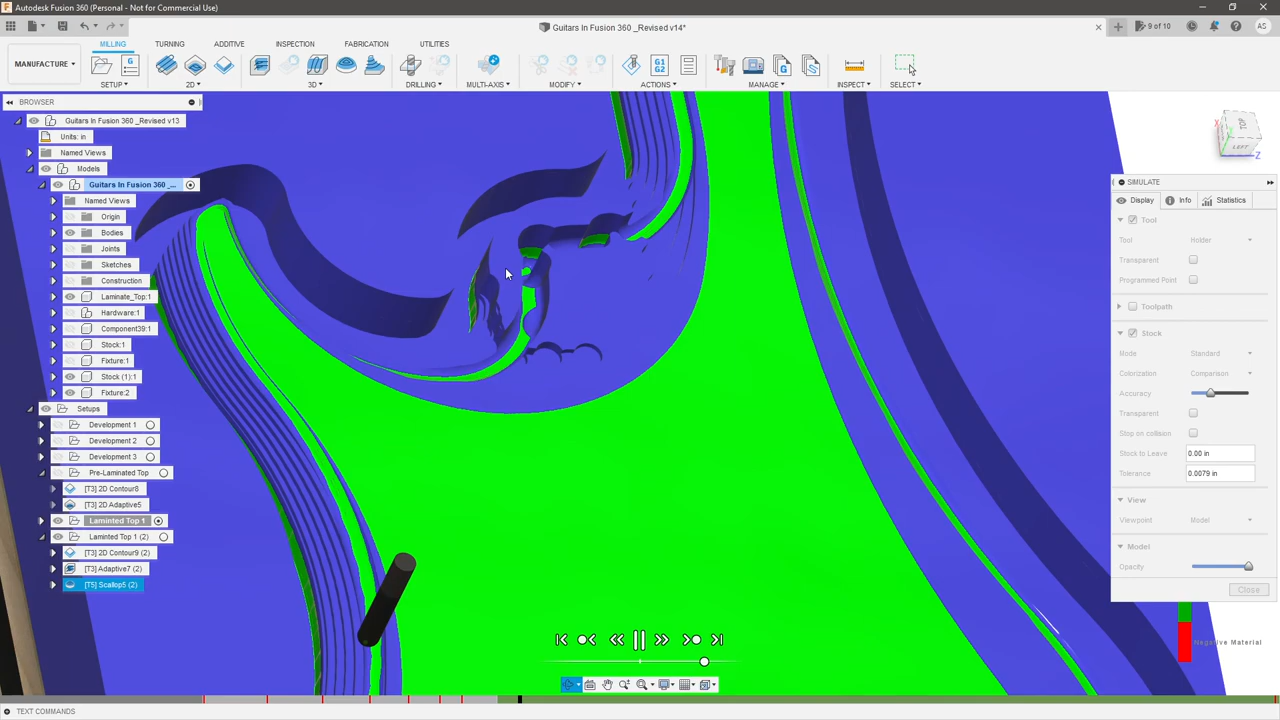 Autodesk Fusion 360 (Personal - Not for Commercial Use)
Guitars In Fusion 360 _Revised v14*
9 of 10
AS
MANUFACTURE
MILLING TURNING ADDITIVE INSPECTION FABRICATION UTILITIES
G1
G2
SETUP 2D 3D DRILLING MULTI-AXIS MODIFY ACTIONS MANAGE INSPECT SELECT
BROWSER
Guitars In Fusion 360 _Revised v13
Units: in
Named Views
Models
Guitars In Fusion 360 _...
Named Views
Origin
Bodies
Joints
Sketches
Construction
Laminate_Top:1
Hardware:1
Component39:1
Stock:1
Fixture:1
Stock (1):1
Fixture:2
Setups
Development 1
Development 2
Development 3
Pre-Laminated Top
[T3] 2D Contour8
[T3] 2D Adaptive5
Laminted Top 1
Laminted Top 1 (2)
[T3] 2D Contour9 (2)
[T3] Adaptive7 (2)
[T5] Scallop5 (2)
X
TOP
LEFT
Z
SIMULATE
Display Info Statistics
Tool
Tool Holder
Transparent
Programmed Point
Toolpath
Stock
Mode Standard
Colorization Comparison
Accuracy
Transparent
Stop on collision
Stock to Leave 0.00 in
Tolerance 0.0079 in
View
Viewpoint Model
Model
Opacity
Close
Negative Material
TEXT COMMANDS